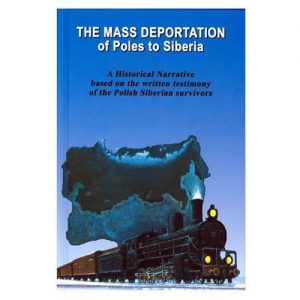 THE MASS DEPORTATION
of Poles to Siberia
A Historical Narrative
based on the written testimony
of the Polish Siberian survivors